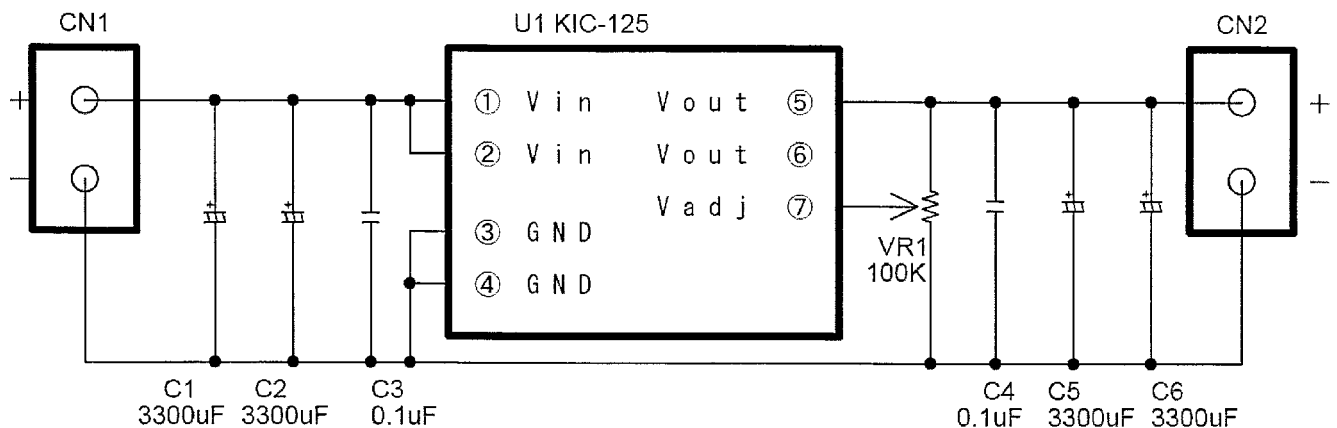 CN1
U1 KIC-125
CN2
+
-
① Vin
② Vin
③ GND
④ GND
Vout ⑤
Vout ⑥
Vadj ⑦
VR1
100K
+
-
+
+
+
+
C1
3300uF
C2
3300uF
C3
0.1uF
C4
0.1uF
C5
3300uF
C6
3300uF